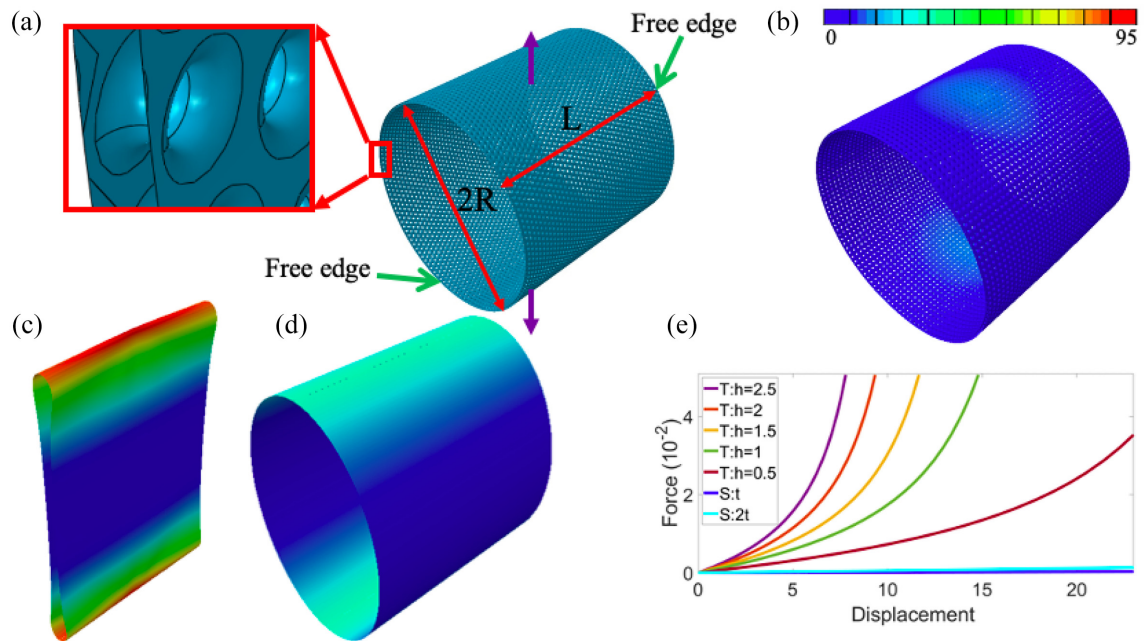 (a)
Free edge
L
2R
Free edge
(b)
0 95
(c)
(d)
(e)
Force (10⁻²)
4
2
0
T:h=2.5
T:h=2
T:h=1.5
T:h=1
T:h=0.5
S:t
S:2t
0 5 10 15 20
Displacement